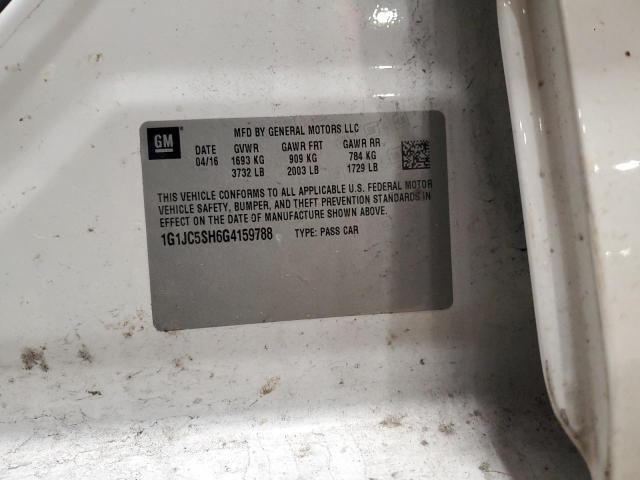 GM
MFD BY GENERAL MOTORS LLC
DATE GVWR GAWR FRT GAWR RR
04/16 1693 KG 909 KG 784 KG
3732 LB 2003 LB 1729 LB
THIS VEHICLE CONFORMS TO ALL APPLICABLE U.S. FEDERAL MOTOR
VEHICLE SAFETY, BUMPER, AND THEFT PREVENTION STANDARDS
IN EFFECT ON THE DATE OF MANUFACTURE SHOWN ABOVE.
1G1JC5SH6G4159788 TYPE: PASS CAR